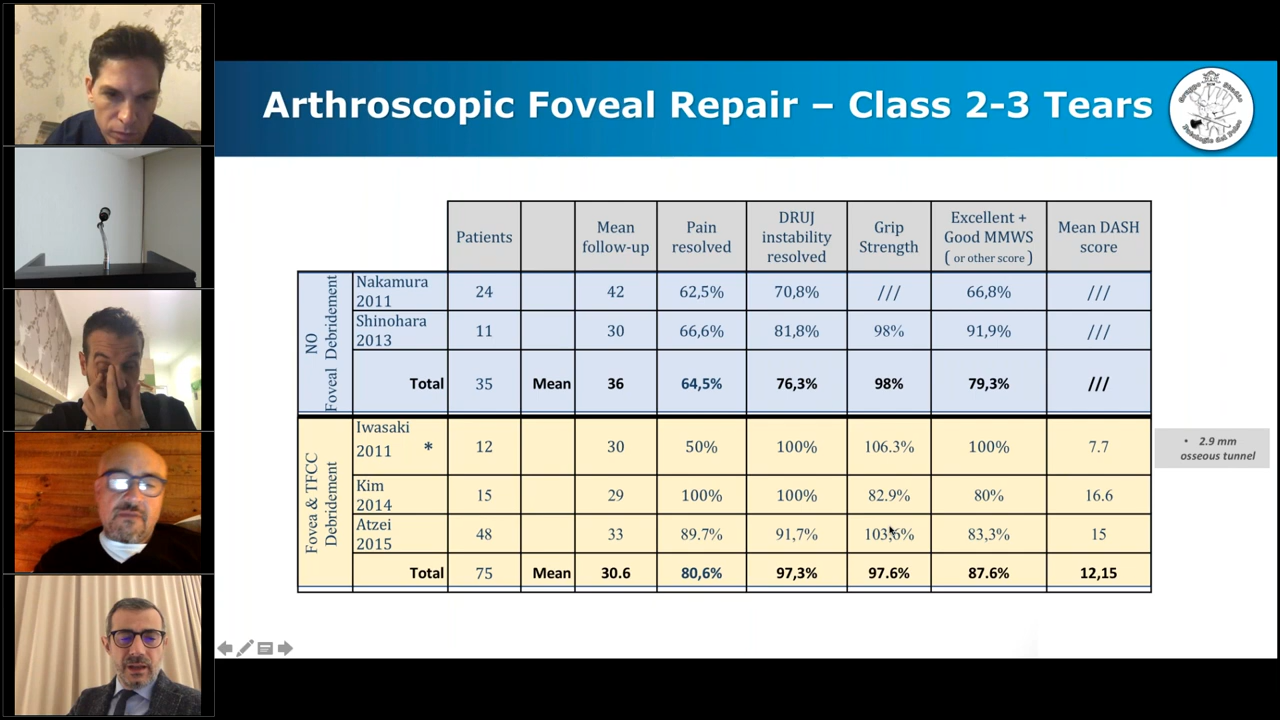 Arthroscopic Foveal Repair – Class 2-3 Tears
Patients
Mean
follow-up
Pain
resolved
DRUJ
instability
resolved
Grip
Strength
Excellent +
Good MMWS
( or other score )
Mean DASH
score
NO
Foveal Debridement
Nakamura
2011
24
42
62,5%
70,8%
///
66,8%
///
Shinohara
2013
11
30
66,6%
81,8%
98%
91,9%
///
Total
35
Mean
36
64,5%
76,3%
98%
79,3%
///
Fovea & TFCC
Debridement
Iwasaki
2011 *
12
30
50%
100%
106.3%
100%
7.7
Kim
2014
15
29
100%
100%
82.9%
80%
16.6
Atzei
2015
48
33
89.7%
91,7%
103,6%
83,3%
15
Total
75
Mean
30.6
80,6%
97,3%
97.6%
87.6%
12,15
• 2.9 mm
osseous tunnel